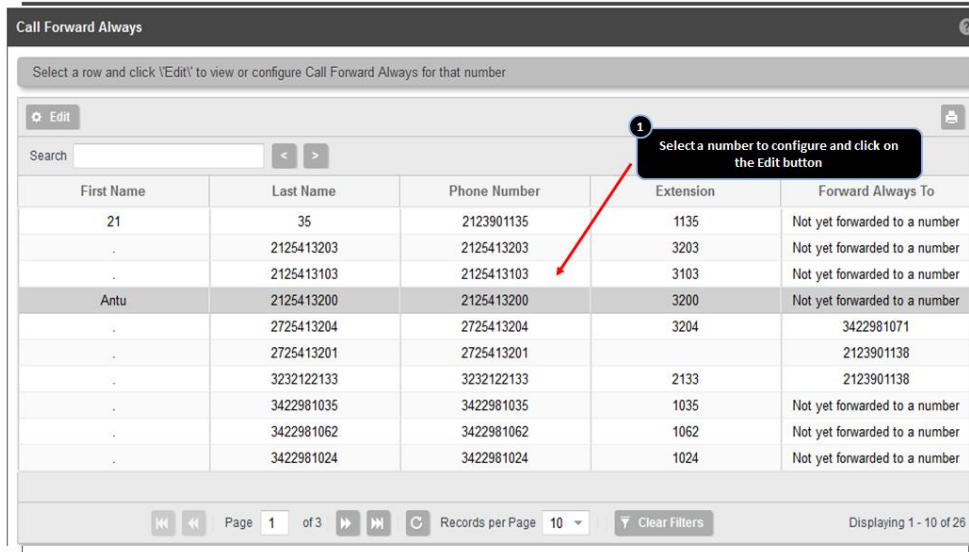 Call Forward Always
Select a row and click \'Edit\' to view or configure Call Forward Always for that number
Edit
1
Select a number to configure and click on
the Edit button
Search < >
First Name Last Name Phone Number Extension Forward Always To
21 35 2123901135 1135 Not yet forwarded to a number
. 2125413203 2125413203 3203 Not yet forwarded to a number
. 2125413103 2125413103 3103 Not yet forwarded to a number
Antu 2125413200 2125413200 3200 Not yet forwarded to a number
. 2725413204 2725413204 3204 3422981071
. 2725413201 2725413201 2123901138
. 3232122133 3232122133 2133 2123901138
. 3422981035 3422981035 1035 Not yet forwarded to a number
. 3422981062 3422981062 1062 Not yet forwarded to a number
. 3422981024 3422981024 1024 Not yet forwarded to a number
Page 1 of 3 Records per Page 10 Clear Filters Displaying 1 - 10 of 26